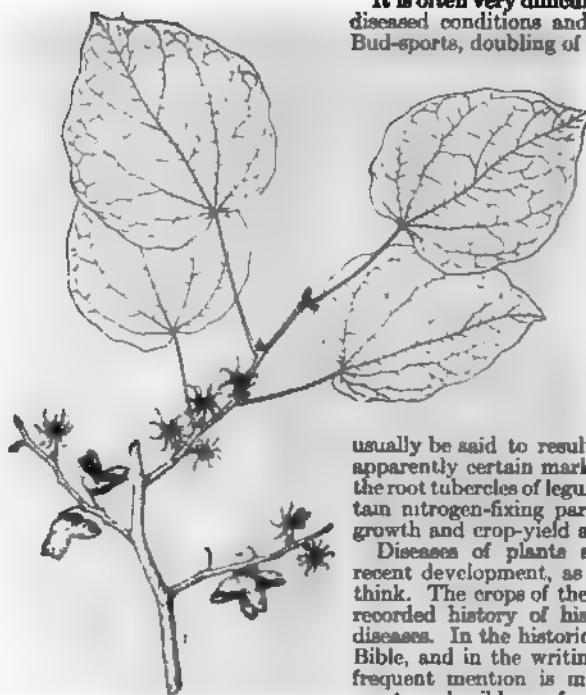 It is often very difficul
diseased conditions and
Bud-sports, doubling of
usually be said to resul
apparently certain mark
the root tubercles of legu
tain nitrogen-fixing par
growth and crop-yield a
Diseases of plants a
recent development, as
think. The crops of the
recorded history of his
diseases. In the historic
Bible, and in the writin
frequent mention is m